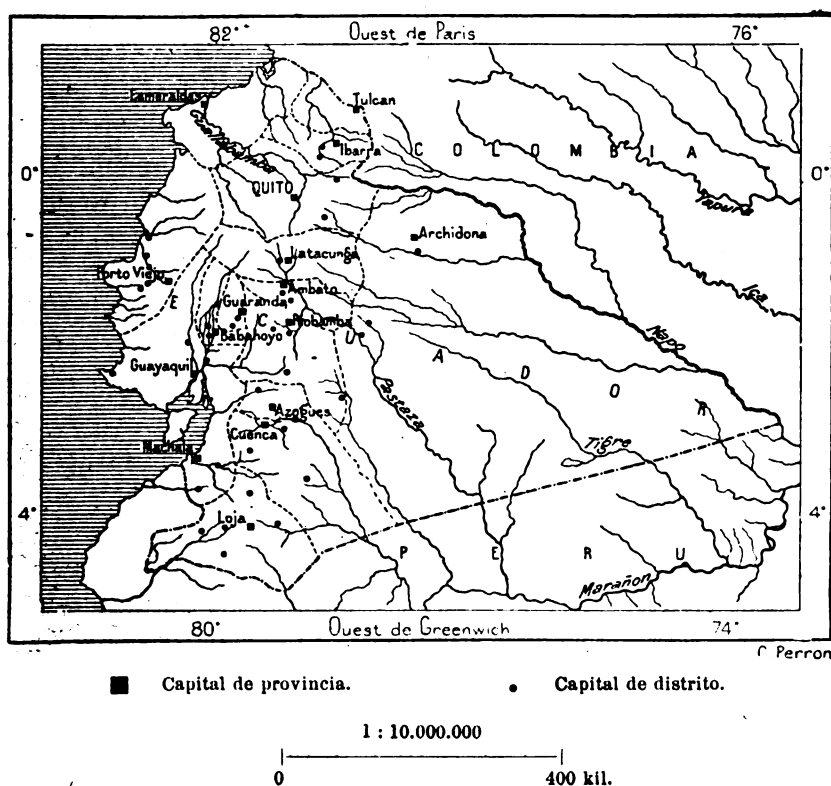 82° Ouest de Paris 76°
Esmeraldas
Tulcan
Guaillabamba
Ibarra
COLOMBIA
0° 0°
QUITO
Yapura
Archidona
Latacunga
Porto Viejo
Ambato
Guaranda
Iça
E C U A D O R
Riobamba
Babahoyo
Napo
Guayaquil
Pastaza
Azogues
Cuenca
Tigre
Machala
4° 4°
Loja
PERU
Marañon
80° Ouest de Greenwich 74°
C Perron
Capital de provincia. Capital de distrito.
1 : 10.000.000
0 400 kil.